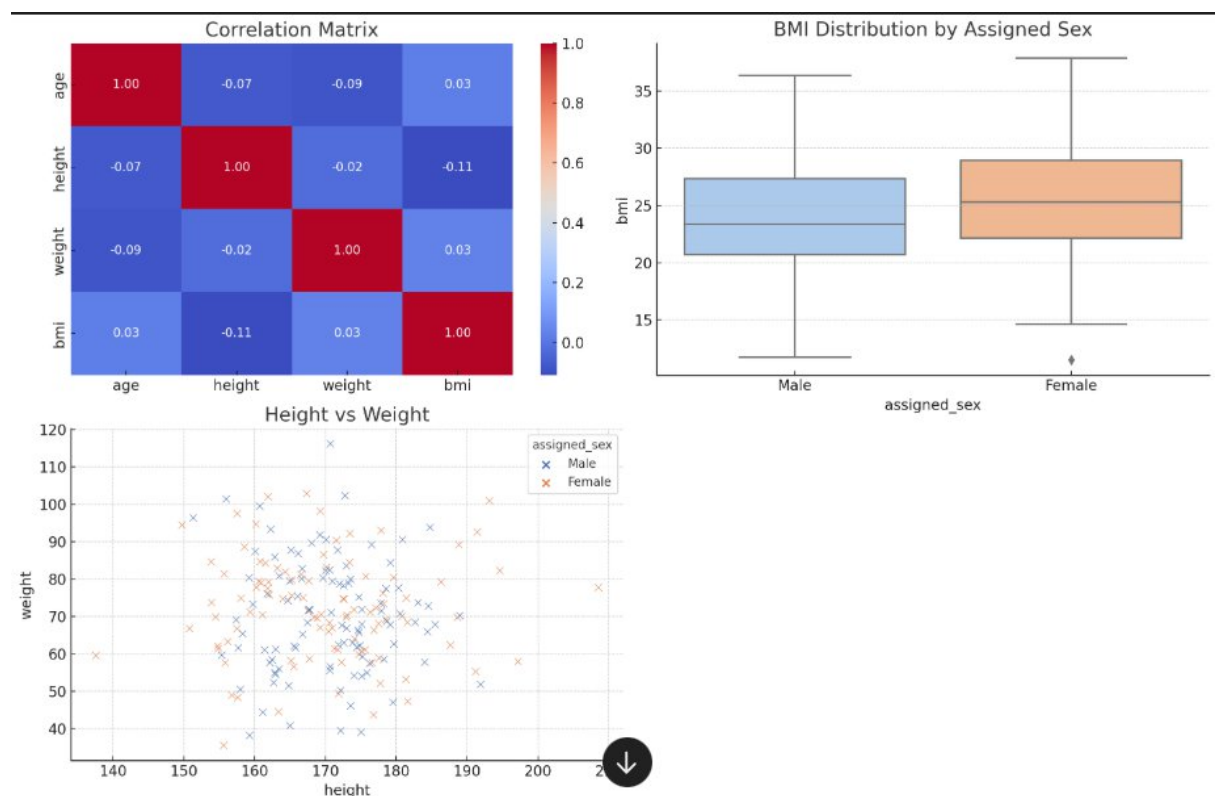 Correlation Matrix
age
height
weight
bmi
1.00 -0.07 -0.09 0.03
-0.07 1.00 -0.02 -0.11
-0.09 -0.02 1.00 0.03
0.03 -0.11 0.03 1.00
age height weight bmi
1.0
0.8
0.6
0.4
0.2
0.0
BMI Distribution by Assigned Sex
bmi
35
30
25
20
15
Male Female
assigned_sex
Height vs Weight
weight
120
110
100
90
80
70
60
50
40
assigned_sex
Male
Female
140 150 160 170 180 190 200
height